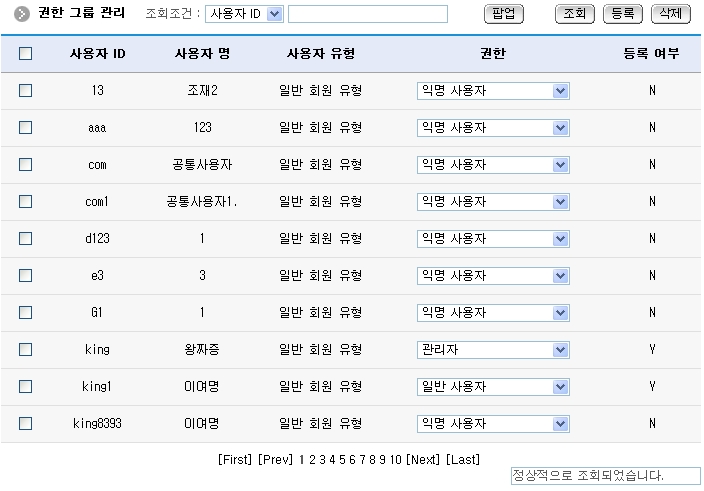 권한 그룹 관리 조회조건 : 사용자 ID 팝업 조회 등록 삭제
사용자 ID 사용자 명 사용자 유형 권한 등록 여부
13 조재2 일반 회원 유형 익명 사용자 N
aaa 123 일반 회원 유형 익명 사용자 N
com 공통사용자 일반 회원 유형 익명 사용자 N
com1 공통사용자1. 일반 회원 유형 익명 사용자 N
d123 1 일반 회원 유형 익명 사용자 N
e3 3 일반 회원 유형 익명 사용자 N
G1 1 일반 회원 유형 익명 사용자 N
king 왕짜증 일반 회원 유형 관리자 Y
king1 이여명 일반 회원 유형 일반 사용자 Y
king8393 이여명 일반 회원 유형 익명 사용자 N
[First] [Prev] 1 2 3 4 5 6 7 8 9 10 [Next] [Last]
정상적으로 조회되었습니다.